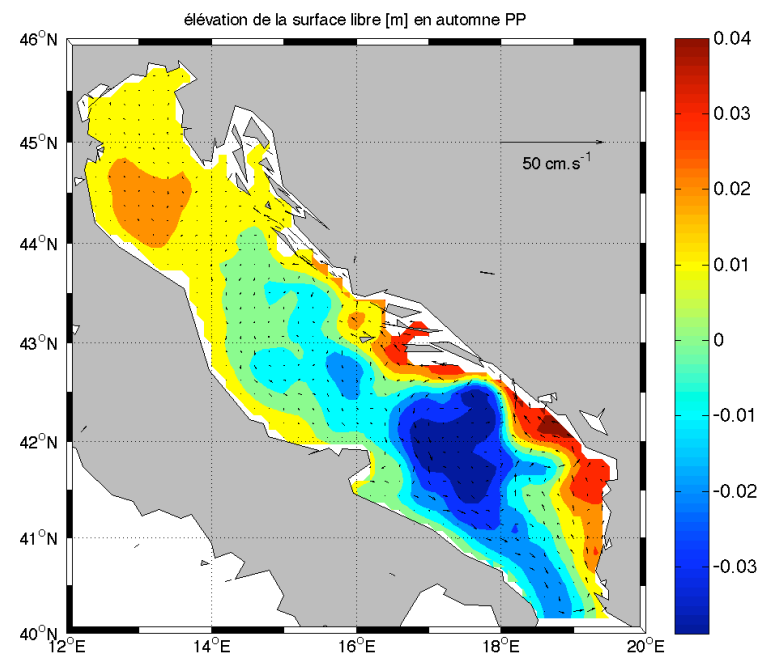 élévation de la surface libre [m] en automne PP
46°N
45°N
44°N
43°N
42°N
41°N
40°N
12°E
14°E
16°E
18°E
20°E
50 cm.s⁻¹
0.04
0.03
0.02
0.01
0
-0.01
-0.02
-0.03